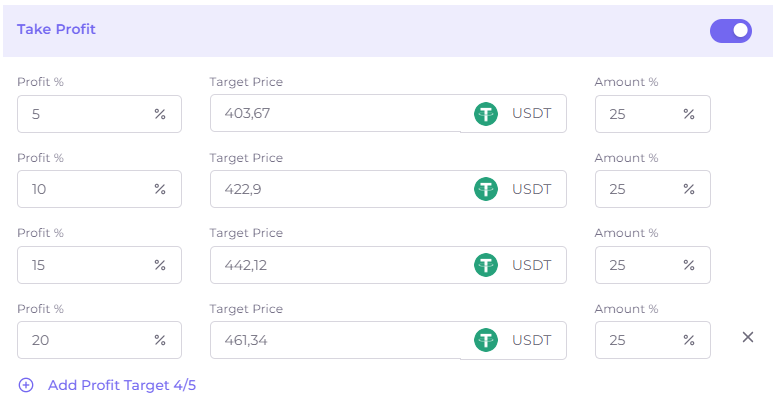 Take Profit
Profit % Target Price Amount %
5 % 403,67 USDT 25 %
Profit % Target Price Amount %
10 % 422,9 USDT 25 %
Profit % Target Price Amount %
15 % 442,12 USDT 25 %
Profit % Target Price Amount %
20 % 461,34 USDT 25 %
Add Profit Target 4/5